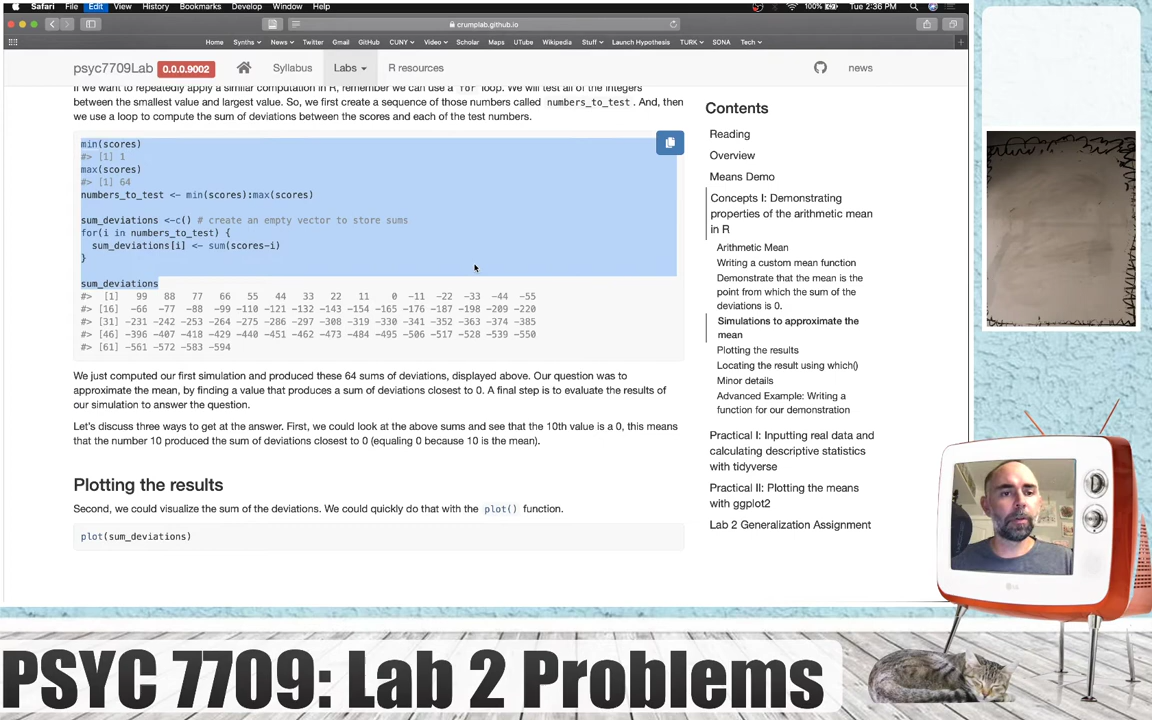 Safari File Edit View History Bookmarks Develop Window Help
100% Tue 2:36 PM
crumplab.github.io
Home Synths News Twitter Gmail GitHub CUNY Video Scholar Maps UTube Wikipedia Stuff Launch Hypothesis TURK SONA Tech
psyc7709Lab 0.0.0.9002 Syllabus Labs R resources news
If we want to repeatedly apply a similar computation in R, remember we can use a for loop. We will test all of the integers
between the smallest value and largest value. So, we first create a sequence of those numbers called numbers_to_test. And, then
we use a loop to compute the sum of deviations between the scores and each of the test numbers.
min(scores)
#> [1] 1
max(scores)
#> [1] 64
numbers_to_test <- min(scores):max(scores)
sum_deviations <-c() # create an empty vector to store sums
for(i in numbers_to_test) {
sum_deviations[i] <- sum(scores-i)
}
sum_deviations
#> [1] 99 88 77 66 55 44 33 22 11 0 -11 -22 -33 -44 -55
#> [16] -66 -77 -88 -99 -110 -121 -132 -143 -154 -165 -176 -187 -198 -209 -220
#> [31] -231 -242 -253 -264 -275 -286 -297 -308 -319 -330 -341 -352 -363 -374 -385
#> [46] -396 -407 -418 -429 -440 -451 -462 -473 -484 -495 -506 -517 -528 -539 -550
#> [61] -561 -572 -583 -594
We just computed our first simulation and produced these 64 sums of deviations, displayed above. Our question was to
approximate the mean, by finding a value that produces a sum of deviations closest to 0. A final step is to evaluate the results of
our simulation to answer the question.
Let's discuss three ways to get at the answer. First, we could look at the above sums and see that the 10th value is a 0, this means
that the number 10 produced the sum of deviations closest to 0 (equaling 0 because 10 is the mean).
Plotting the results
Second, we could visualize the sum of the deviations. We could quickly do that with the plot() function.
plot(sum_deviations)
Contents
Reading
Overview
Means Demo
Concepts I: Demonstrating
properties of the arithmetic mean
in R
Arithmetic Mean
Writing a custom mean function
Demonstrate that the mean is the
point from which the sum of the
deviations is 0.
Simulations to approximate the
mean
Plotting the results
Locating the result using which()
Minor details
Advanced Example: Writing a
function for our demonstration
Practical I: Inputting real data and
calculating descriptive statistics
with tidyverse
Practical II: Plotting the means
with ggplot2
Lab 2 Generalization Assignment
LG
PSYC 7709: Lab 2 Problems